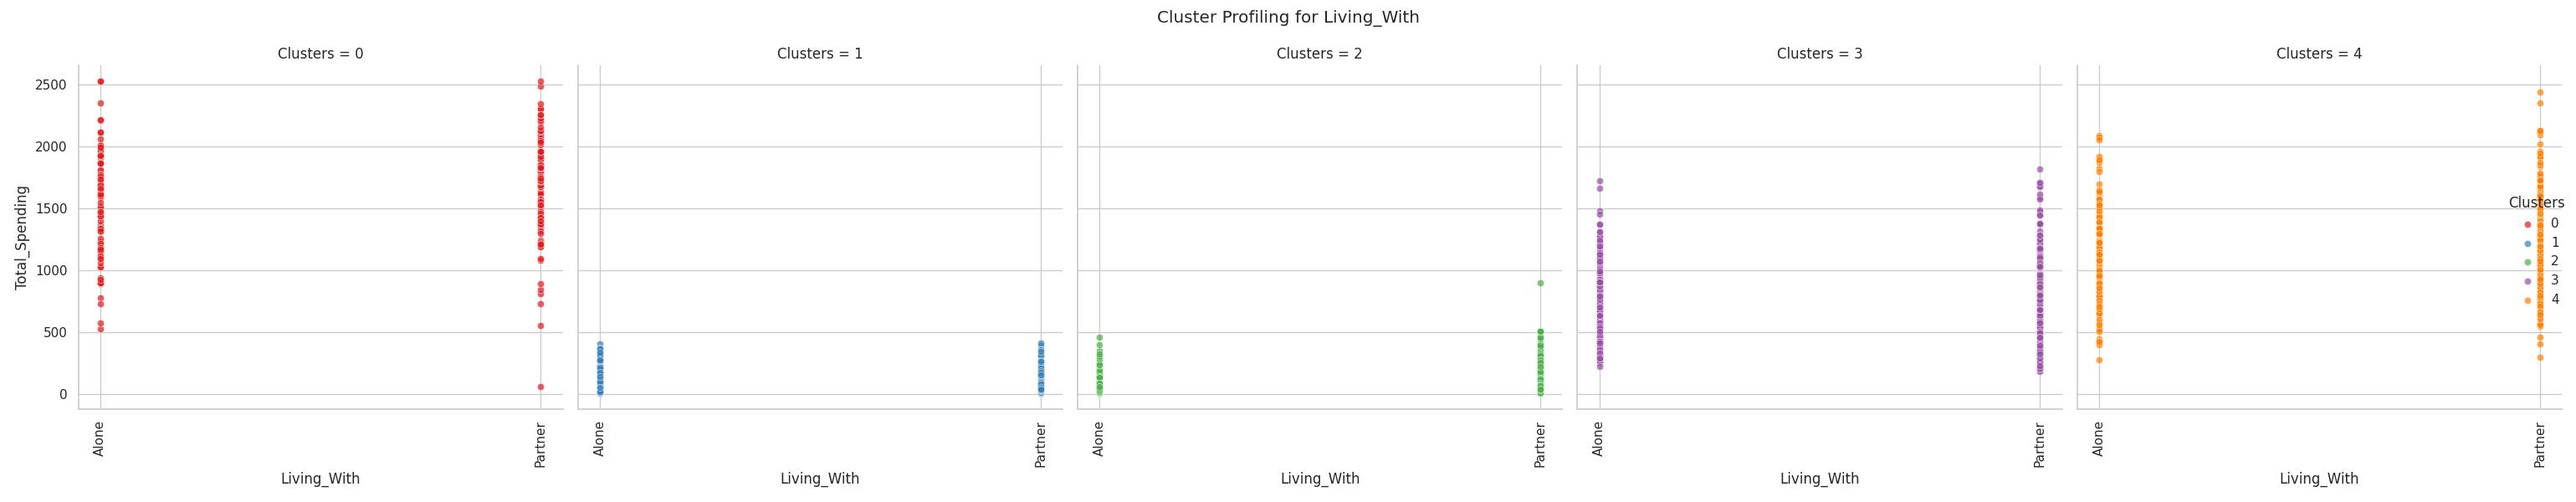 Cluster Profiling for Living_With
Clusters = 0
Clusters = 1
Clusters = 2
Clusters = 3
Clusters = 4
Total_Spending
2500
2000
1500
1000
500
0
Alone
Partner
Alone
Partner
Alone
Partner
Alone
Partner
Alone
Partner
Living_With
Living_With
Living_With
Living_With
Living_With
Clusters
0
1
2
3
4